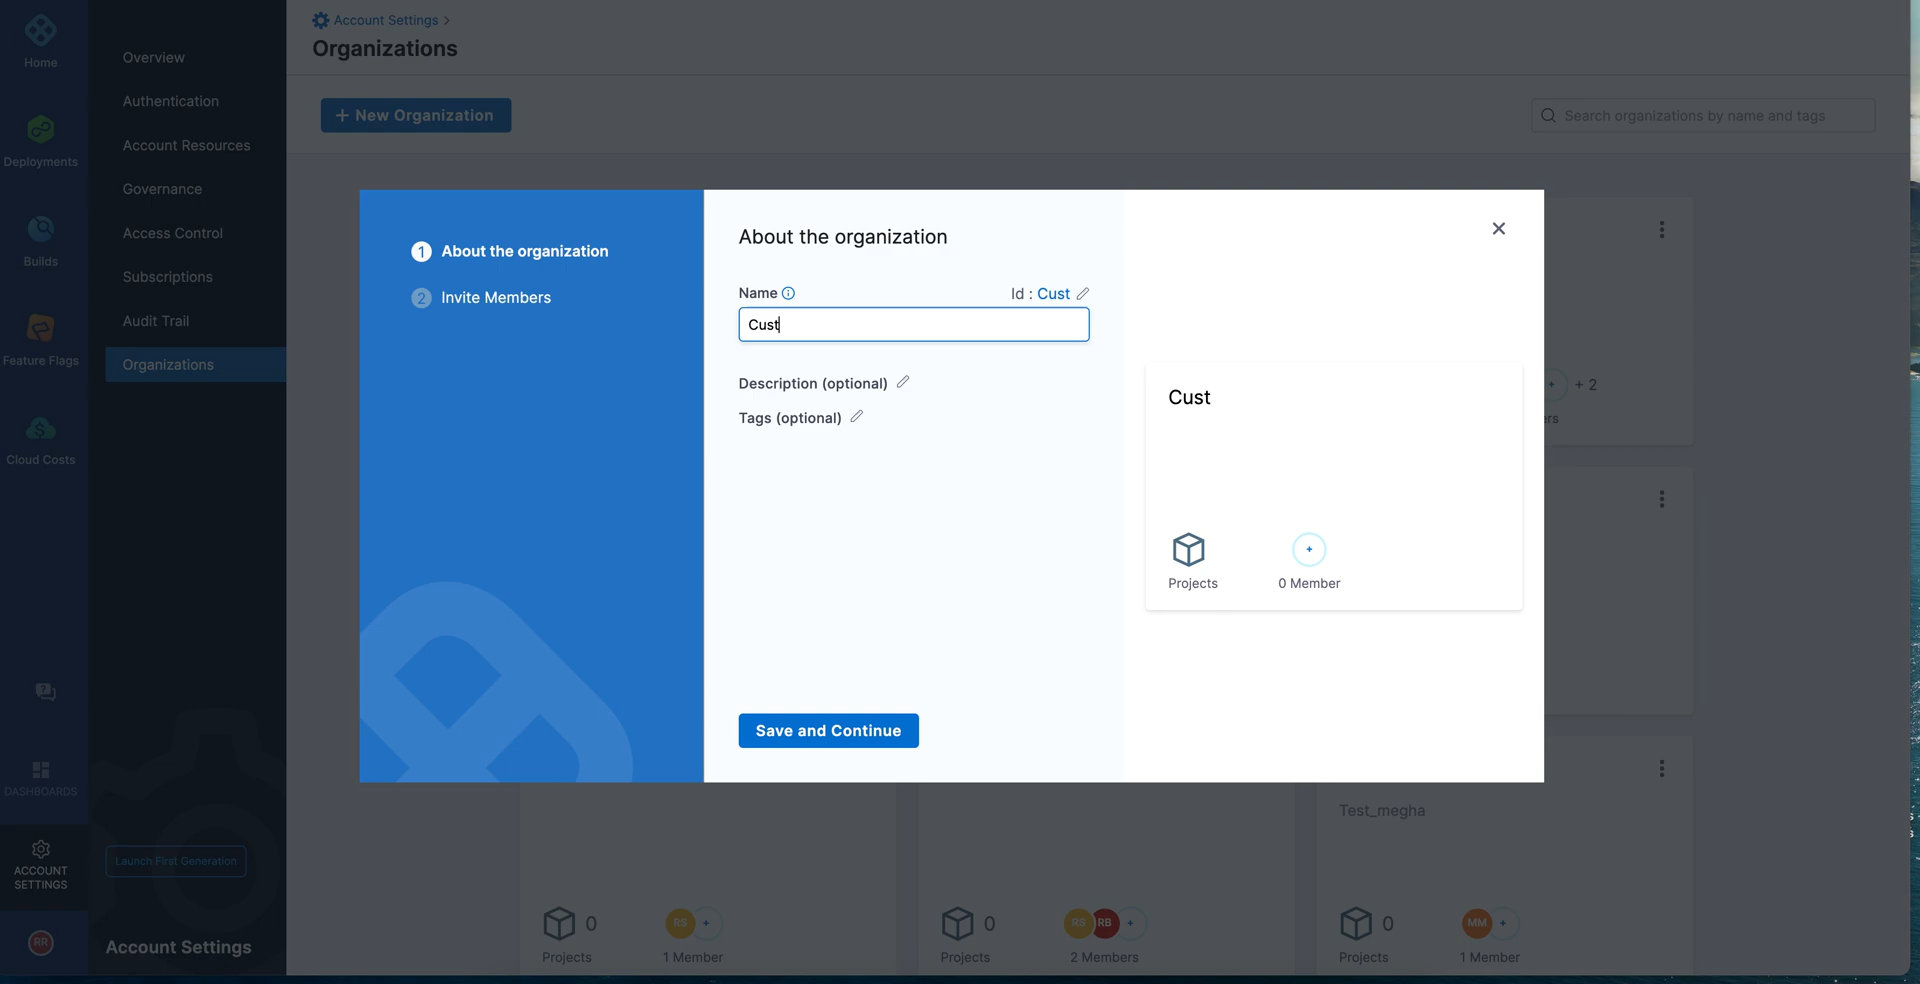 Home
Deployments
Builds
Feature Flags
Cloud Costs
DASHBOARDS
ACCOUNT
SETTINGS
RR
Overview
Authentication
Account Resources
Governance
Access Control
Subscriptions
Audit Trail
Organizations
Launch First Generation
Account Settings
Account Settings >
Organizations
+ New Organization
Search organizations by name and tags
1 About the organization
2 Invite Members
About the organization
Name
Id : Cust
Cust
Description (optional)
Tags (optional)
Save and Continue
Cust
Projects
+
0 Member
+ + 2
ers
Test_megha
0 RS +
Projects 1 Member
0 RS RB +
Projects 2 Members
0 MM +
Projects 1 Member